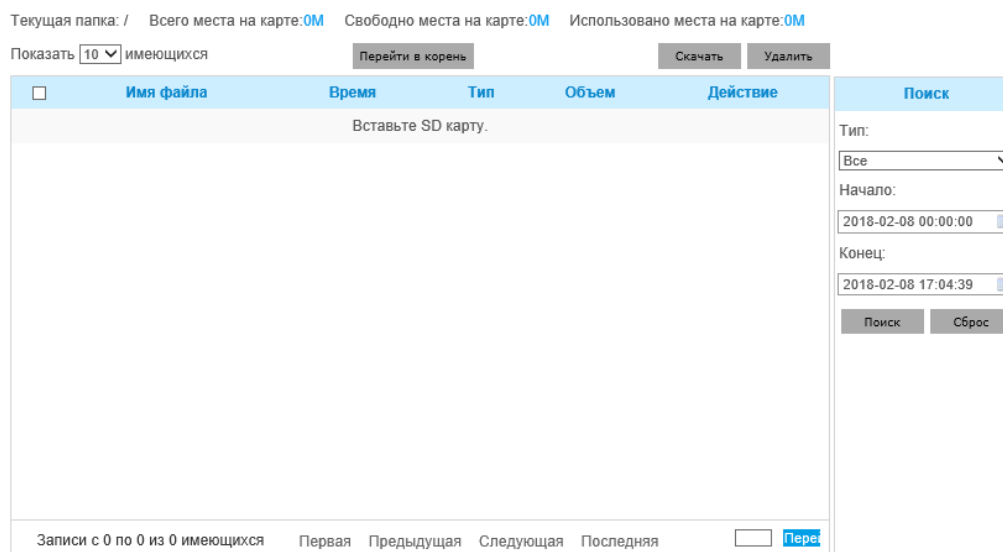 Текущая папка: / Всего места на карте:0M Свободно места на карте:0M Использовано места на карте:0M
Показать 10 имеющихся Перейти в корень Скачать Удалить
Имя файла Время Тип Объем Действие
Вставьте SD карту.
Записи с 0 по 0 из 0 имеющихся Первая Предыдущая Следующая Последняя
Поиск
Тип:
Все
Начало:
2018-02-08 00:00:00
Конец:
2018-02-08 17:04:39
Поиск Сброс